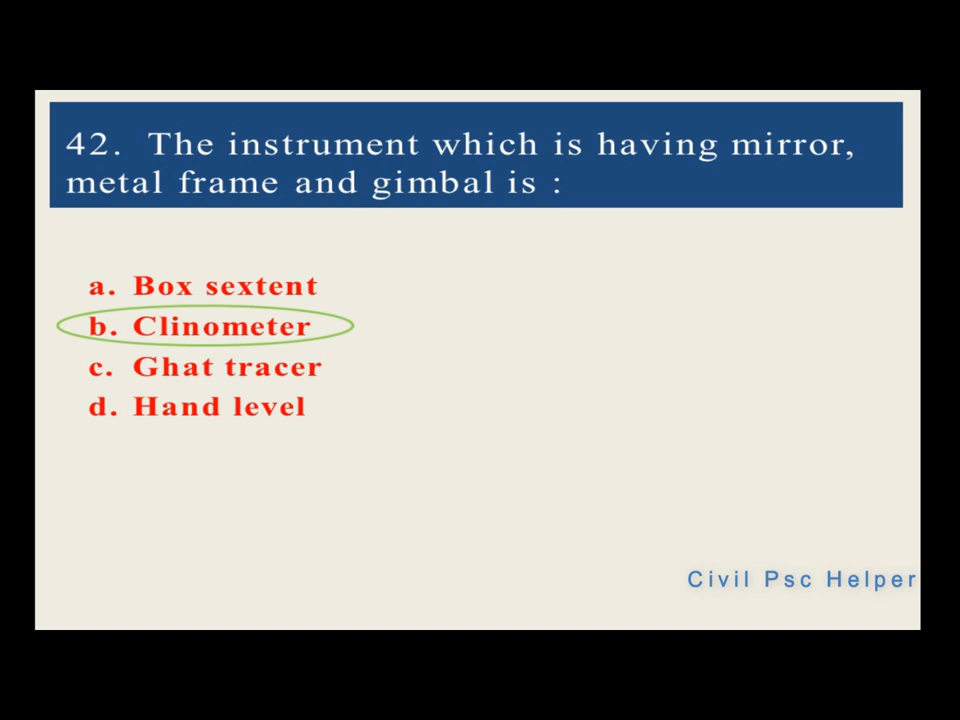 42. The instrument which is having mirror,
metal frame and gimbal is :
a. Box sextent
b. Clinometer
c. Ghat tracer
d. Hand level
Civil Psc Helper